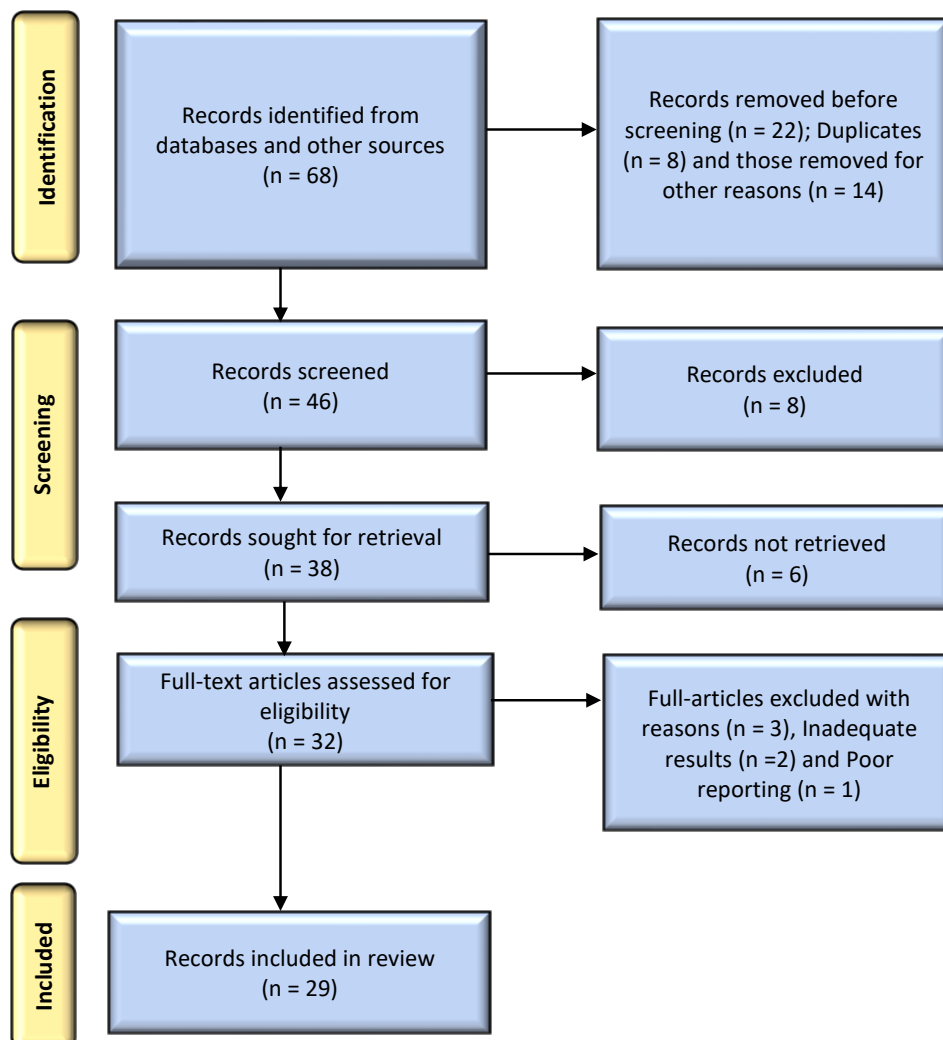 Identification
Records identified from
databases and other sources
(n = 68)
Records removed before
screening (n = 22); Duplicates
(n = 8) and those removed for
other reasons (n = 14)
Screening
Records screened
(n = 46)
Records excluded
(n = 8)
Records sought for retrieval
(n = 38)
Records not retrieved
(n = 6)
Eligibility
Full-text articles assessed for
eligibility
(n = 32)
Full-articles excluded with
reasons (n = 3), Inadequate
results (n =2) and Poor
reporting (n = 1)
Included
Records included in review
(n = 29)